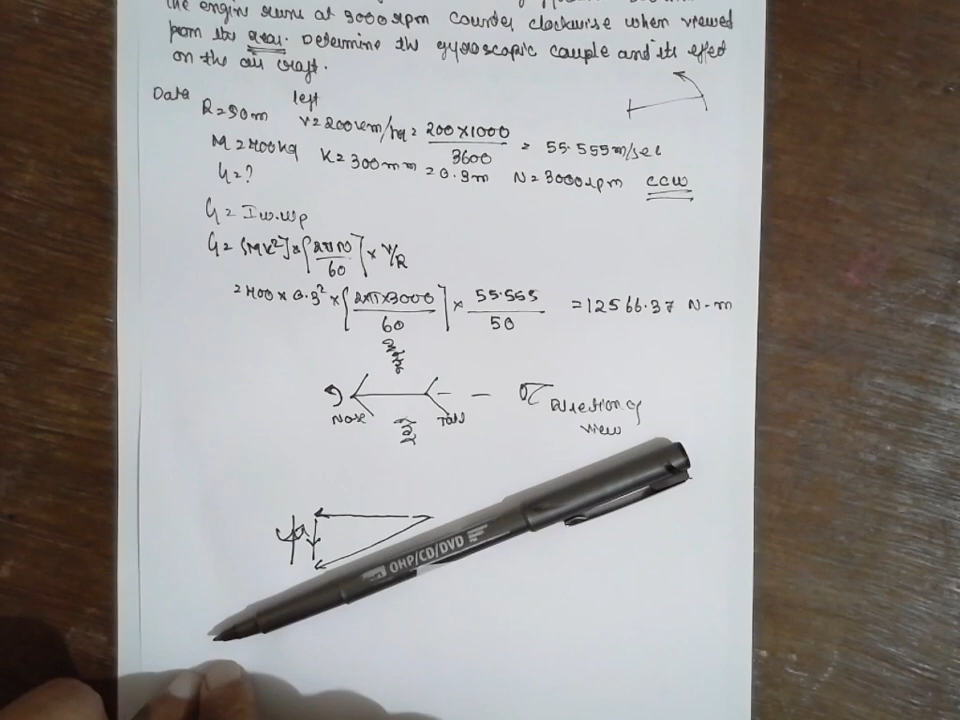 the engine runs at 3000 rpm counter clockwise when viewed
from the rear. Determine the gyroscopic couple and its effect
on the air craft.
Data
R=50m left V=200km/hr= 200×1000/3600 = 55.555m/sec
M=400kg K=300mm=0.3m N=3000rpm CCW
G=?
G= Iω.ωp
G= [MK²]×[2πN/60]×V/R
=400×0.3²×[2π×3000/60]×55.555/50 =12566.37 N-m
Nose Tail Direction of
view
OHP/CD/DVD